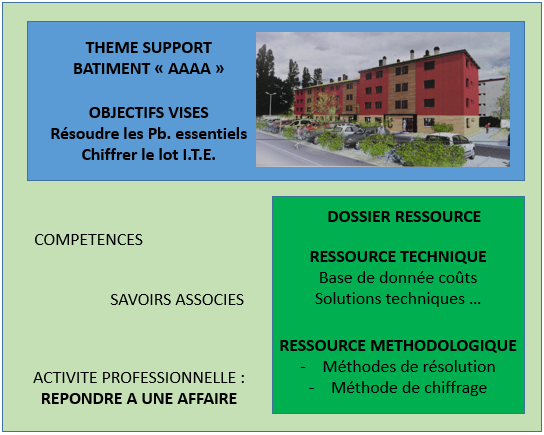 THEME SUPPORT
BATIMENT « AAAA »
OBJECTIFS VISES
Résoudre les Pb. essentiels
Chiffrer le lot I.T.E.
COMPETENCES
SAVOIRS ASSOCIES
ACTIVITE PROFESSIONNELLE :
REPONDRE A UNE AFFAIRE
DOSSIER RESSOURCE
RESSOURCE TECHNIQUE
Base de donnée coûts
Solutions techniques ...
RESSOURCE METHODOLOGIQUE
- Méthodes de résolution
- Méthode de chiffrage